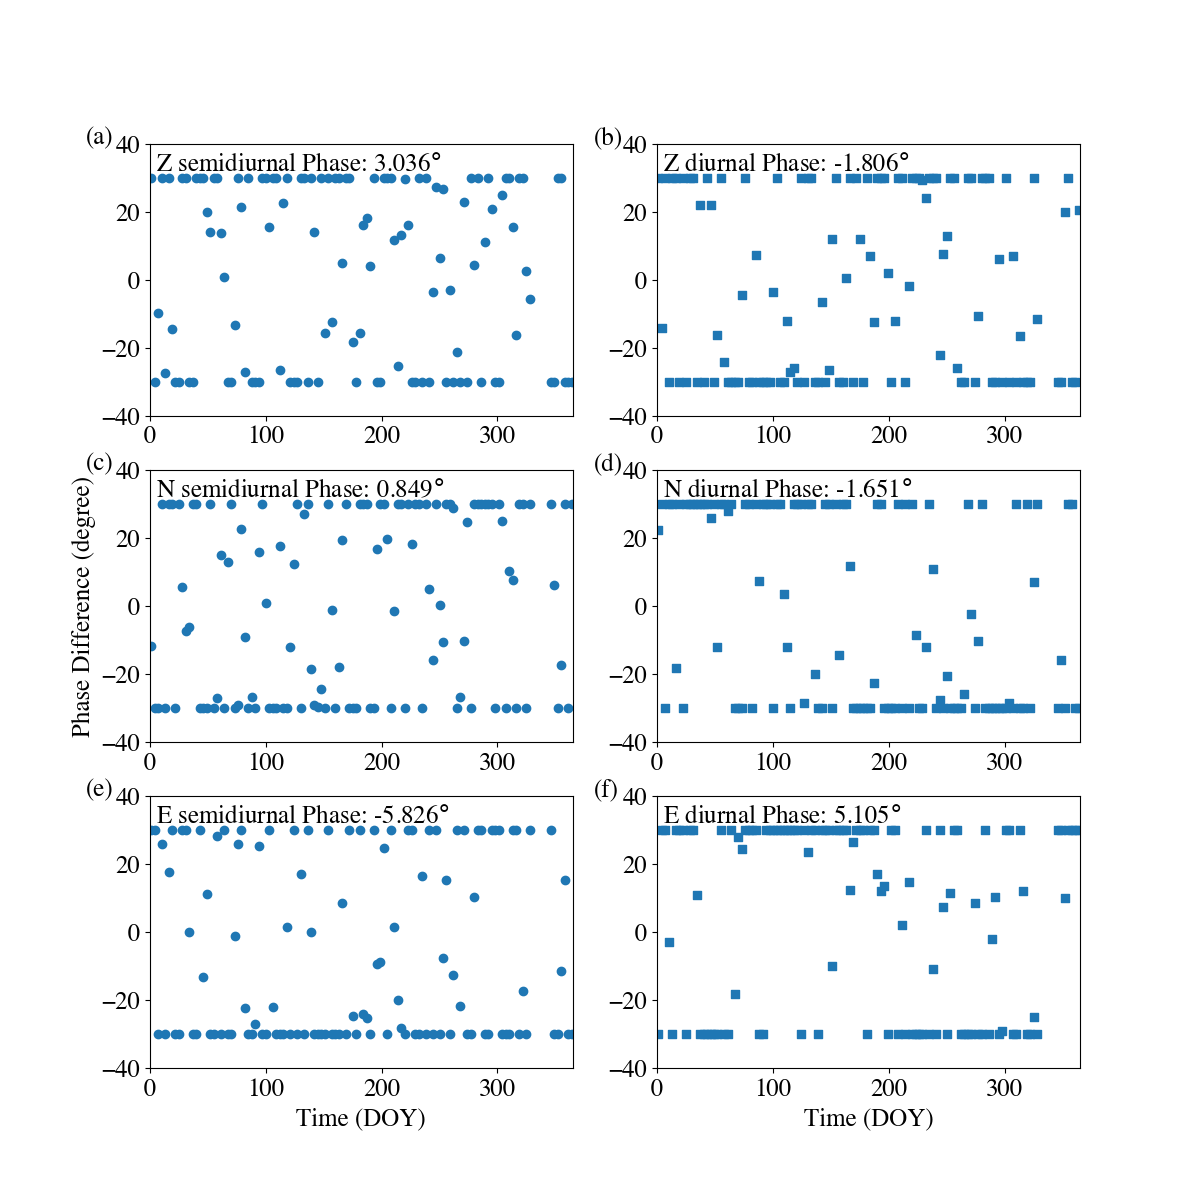 (a)
Z semidiurnal Phase: 3.036°
40
20
0
−20
−40
0 100 200 300
(b)
Z diurnal Phase: -1.806°
40
20
0
−20
−40
0 100 200 300
(c)
N semidiurnal Phase: 0.849°
40
20
0
−20
−40
0 100 200 300
(d)
N diurnal Phase: -1.651°
40
20
0
−20
−40
0 100 200 300
Phase Difference (degree)
(e)
E semidiurnal Phase: -5.826°
40
20
0
−20
−40
0 100 200 300
Time (DOY)
(f)
E diurnal Phase: 5.105°
40
20
0
−20
−40
0 100 200 300
Time (DOY)